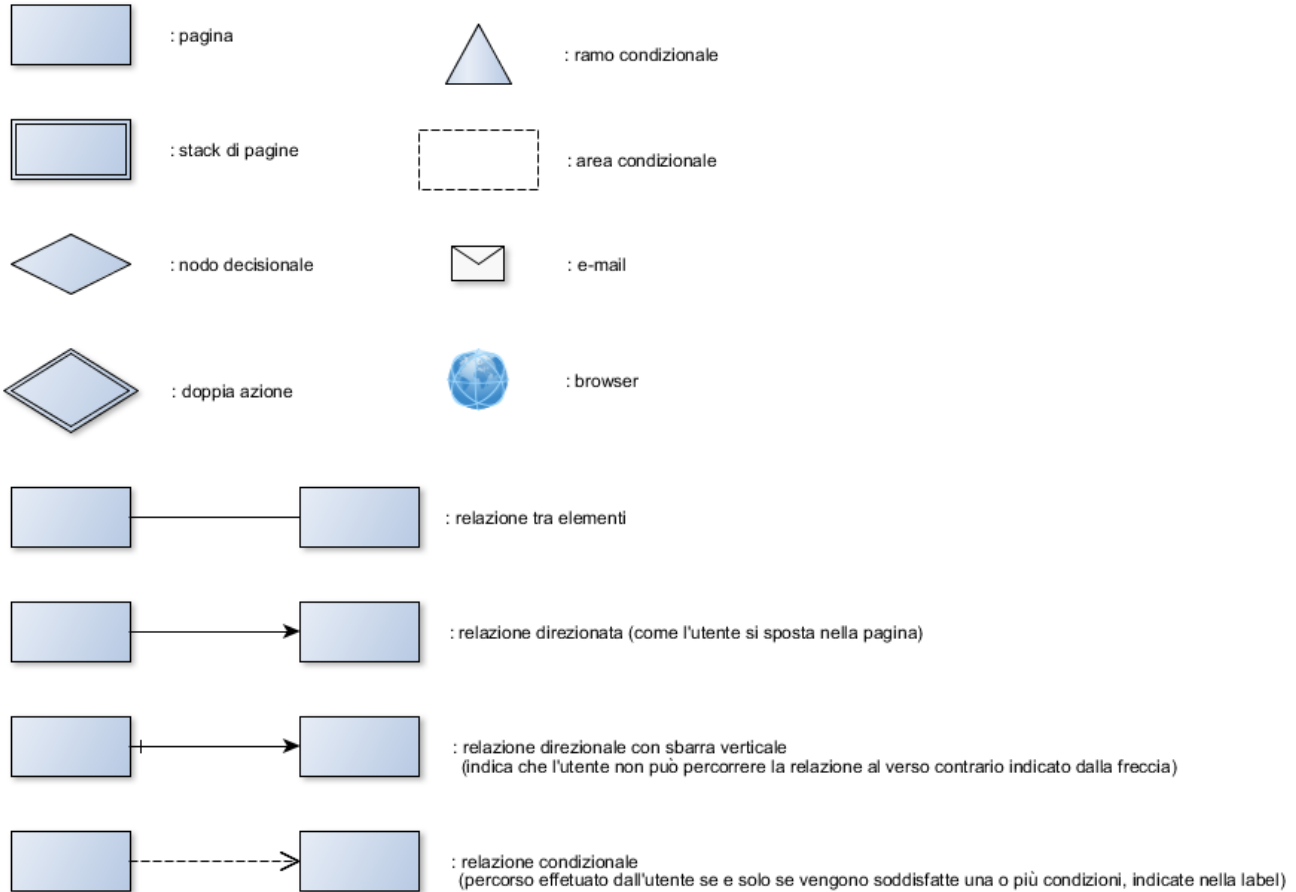 : pagina
: ramo condizionale
: stack di pagine
: area condizionale
: nodo decisionale
: e-mail
: doppia azione
: browser
: relazione tra elementi
: relazione direzionata (come l'utente si sposta nella pagina)
: relazione direzionale con sbarra verticale
(indica che l'utente non può percorrere la relazione al verso contrario indicato dalla freccia)
: relazione condizionale
(percorso effetuato dall'utente se e solo se vengono soddisfatte una o più condizioni, indicate nella label)